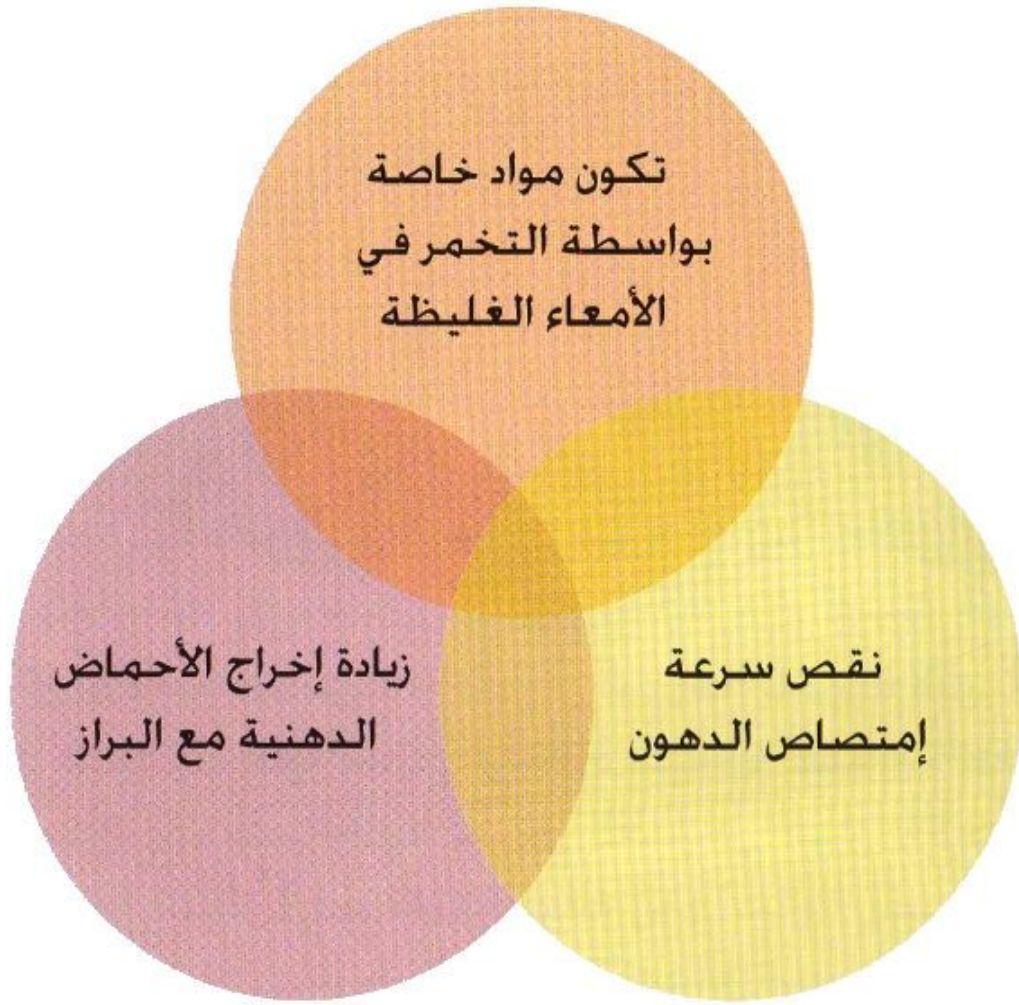 تكون مواد خاصة
بواسطة التخمر في
الأمعاء الغليظة
زيادة إخراج الأحماض
الدهنية مع البراز
نقص سرعة
إمتصاص الدهون